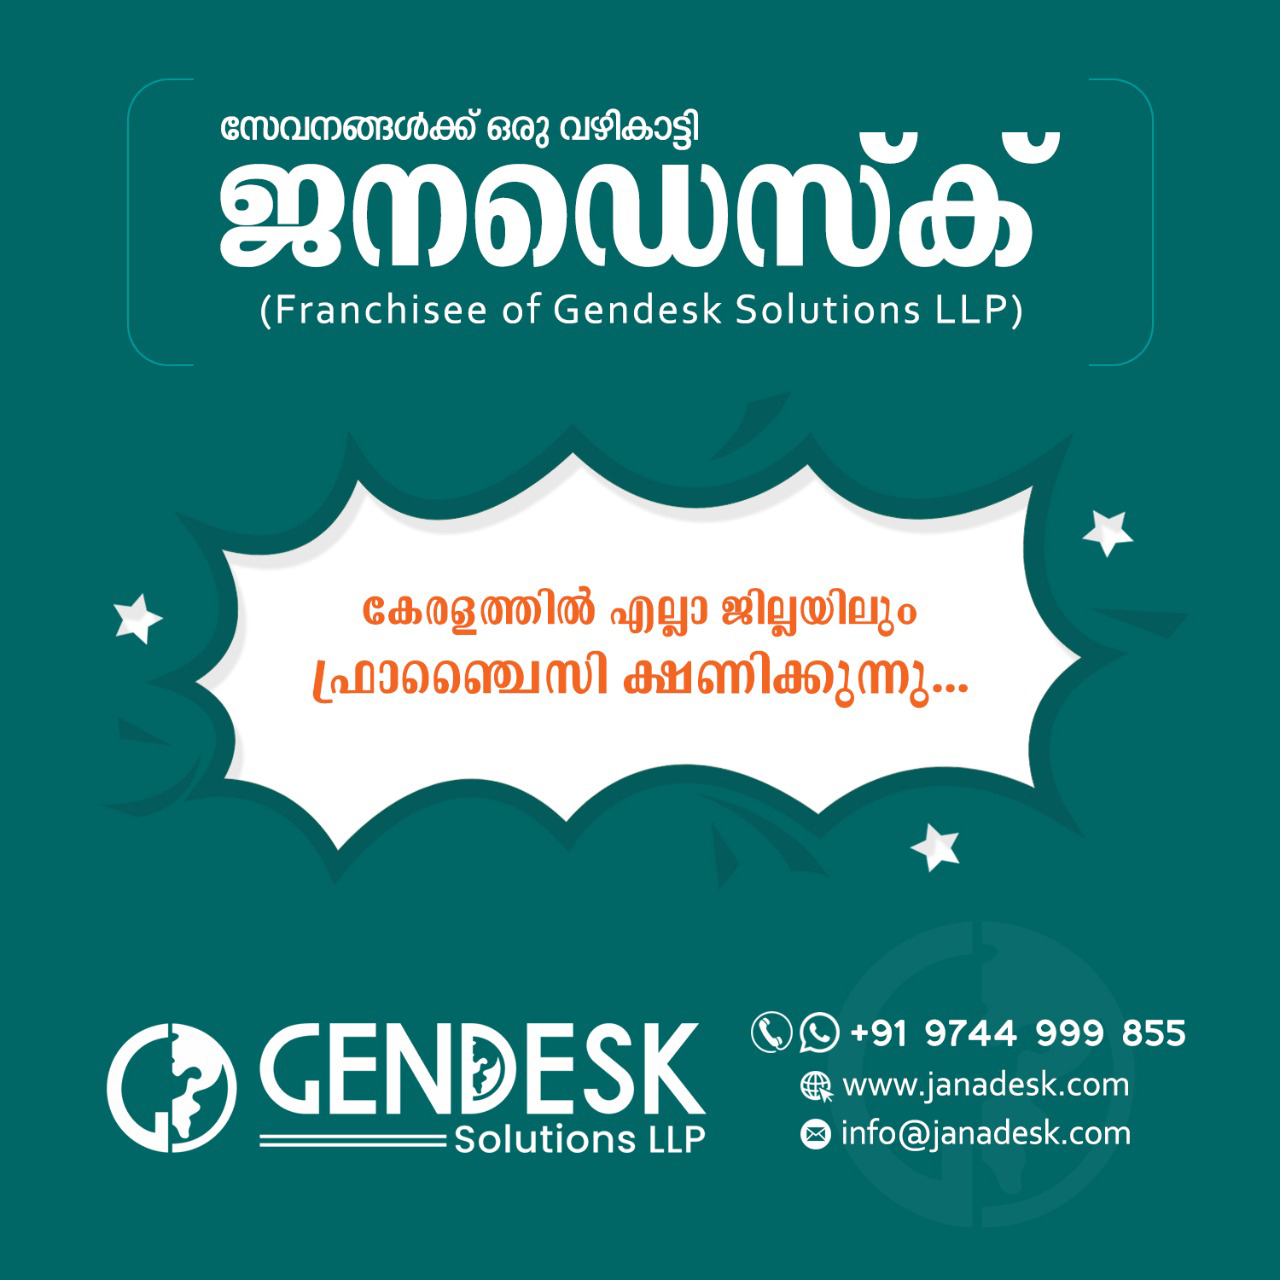 സേവനങ്ങൾക്ക് ഒരു വഴികാട്ടി
ജനഡെസ്ക്
(Franchisee of Gendesk Solutions LLP)
കേരളത്തിൽ എല്ലാ ജില്ലയിലും
ഫ്രാഞ്ചൈസി ക്ഷണിക്കുന്നു...
GENDESK
Solutions LLP
+91 9744 999 855
www.janadesk.com
info@janadesk.com